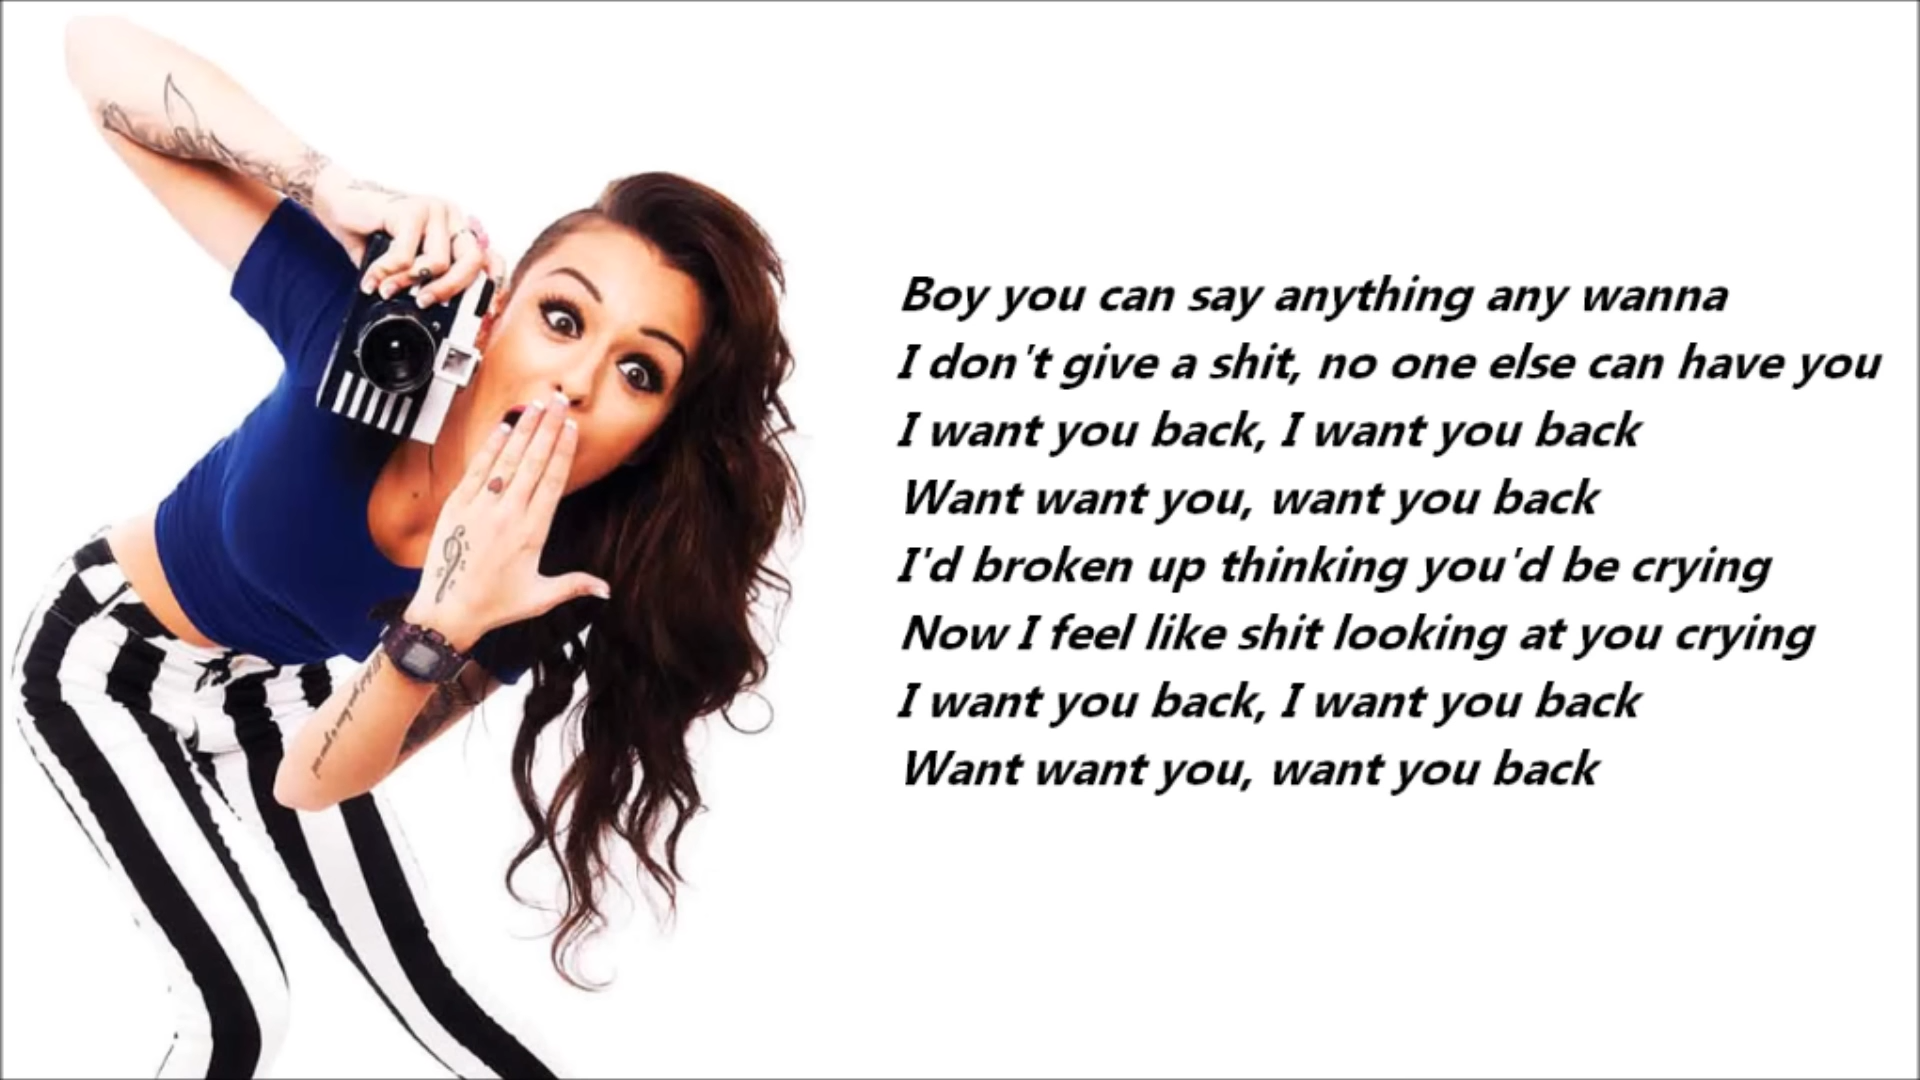 Boy you can say anything any wanna
I don't give a shit, no one else can have you
I want you back, I want you back
Want want you, want you back
I'd broken up thinking you'd be crying
Now I feel like shit looking at you crying
I want you back, I want you back
Want want you, want you back